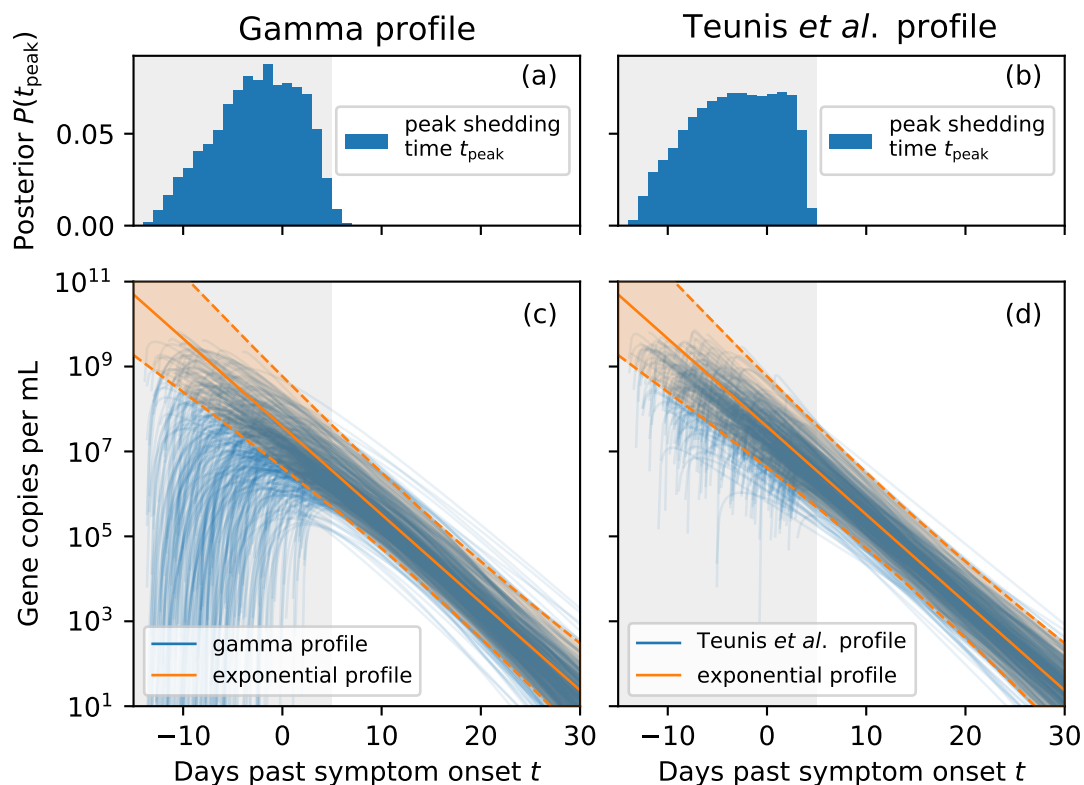 Gamma profile
Teunis et al. profile
Posterior P(t_peak)
0.05
0.00
(a)
peak shedding
time t_peak
(b)
peak shedding
time t_peak
Gene copies per mL
10^11
10^9
10^7
10^5
10^3
10^1
(c)
gamma profile
exponential profile
(d)
Teunis et al. profile
exponential profile
−10 0 10 20 30
−10 0 10 20 30
Days past symptom onset t
Days past symptom onset t